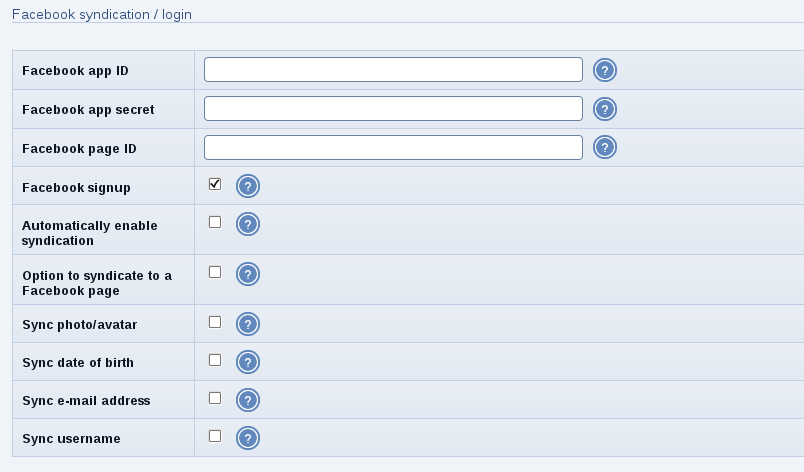 Facebook syndication / login
Facebook app ID
?
Facebook app secret
?
Facebook page ID
?
Facebook signup
?
Automatically enable
syndication
?
Option to syndicate to a
Facebook page
?
Sync photo/avatar
?
Sync date of birth
?
Sync e-mail address
?
Sync username
?